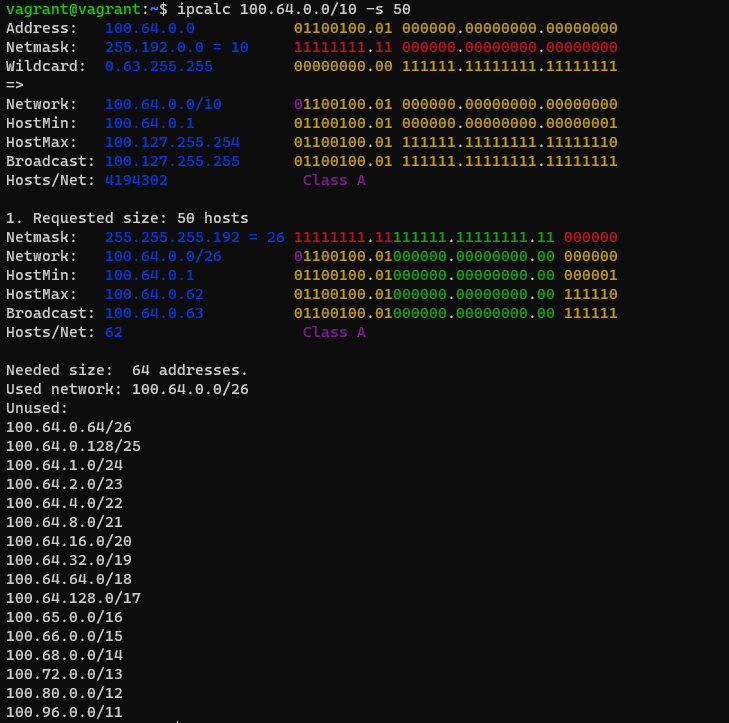 vagrant@vagrant:~$ ipcalc 100.64.0.0/10 -s 50
Address:   100.64.0.0           01100100.01 000000.00000000.00000000
Netmask:   255.192.0.0 = 10     11111111.11 000000.00000000.00000000
Wildcard:  0.63.255.255         00000000.00 111111.11111111.11111111
=>
Network:   100.64.0.0/10        01100100.01 000000.00000000.00000000
HostMin:   100.64.0.1           01100100.01 000000.00000000.00000001
HostMax:   100.127.255.254      01100100.01 111111.11111111.11111110
Broadcast: 100.127.255.255      01100100.01 111111.11111111.11111111
Hosts/Net: 4194302               Class A
1. Requested size: 50 hosts
Netmask:   255.255.255.192 = 26 11111111.11111111.11111111.11 000000
Network:   100.64.0.0/26        01100100.01000000.00000000.00 000000
HostMin:   100.64.0.1           01100100.01000000.00000000.00 000001
HostMax:   100.64.0.62          01100100.01000000.00000000.00 111110
Broadcast: 100.64.0.63          01100100.01000000.00000000.00 111111
Hosts/Net: 62                    Class A
Needed size:  64 addresses.
Used network: 100.64.0.0/26
Unused:
100.64.0.64/26
100.64.0.128/25
100.64.1.0/24
100.64.2.0/23
100.64.4.0/22
100.64.8.0/21
100.64.16.0/20
100.64.32.0/19
100.64.64.0/18
100.64.128.0/17
100.65.0.0/16
100.66.0.0/15
100.68.0.0/14
100.72.0.0/13
100.80.0.0/12
100.96.0.0/11